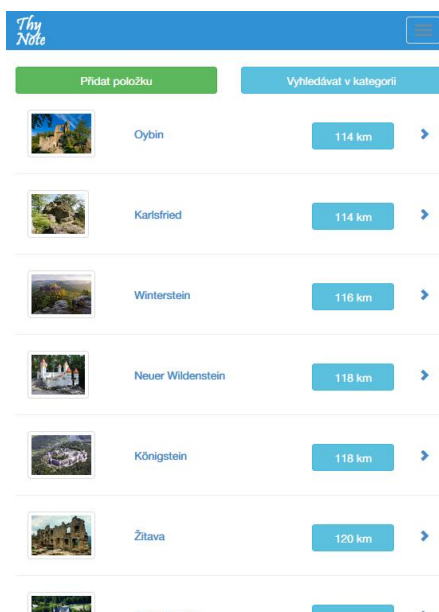 Thy
Note
Přidat položku
Vyhledávat v kategorii
Oybin
114 km
Karlsfried
114 km
Winterstein
116 km
Neuer Wildenstein
118 km
Königstein
118 km
Žitava
120 km